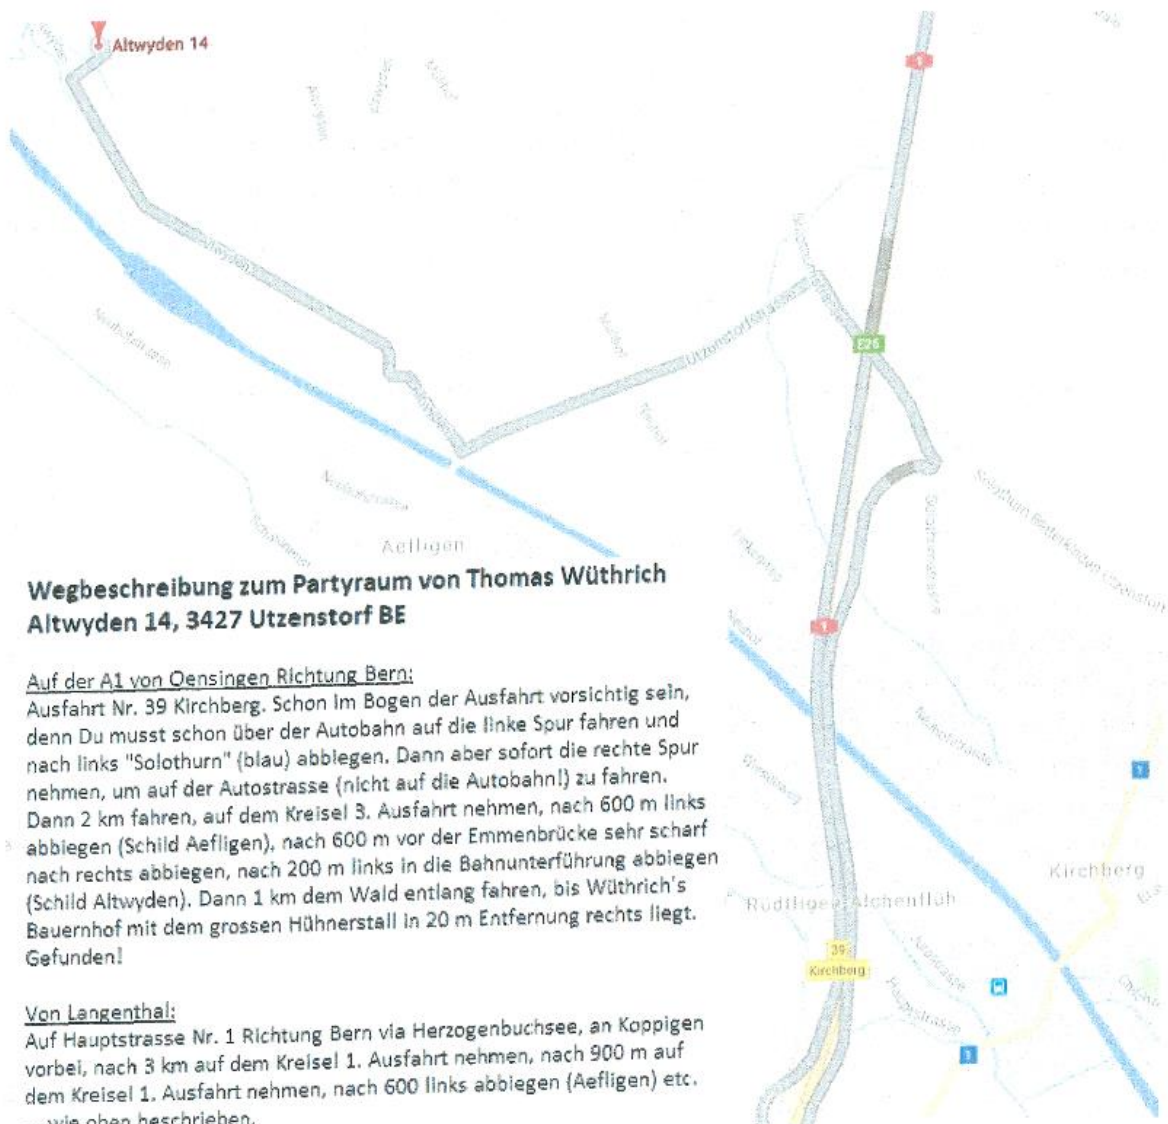 Altwyden 14
1
Altwyden
Utzenstorfstrasse
E25
Neuhof
Aefligen
1
Wegbeschreibung zum Partyraum von Thomas Wüthrich
Altwyden 14, 3427 Utzenstorf BE
Auf der A1 von Oensingen Richtung Bern:
Ausfahrt Nr. 39 Kirchberg. Schon im Bogen der Ausfahrt vorsichtig sein,
denn Du musst schon über der Autobahn auf die linke Spur fahren und
nach links "Solothurn" (blau) abbiegen. Dann aber sofort die rechte Spur
nehmen, um auf der Autostrasse (nicht auf die Autobahn!) zu fahren.
Dann 2 km fahren, auf dem Kreisel 3. Ausfahrt nehmen, nach 600 m links
abbiegen (Schild Aefligen), nach 600 m vor der Emmenbrücke sehr scharf
nach rechts abbiegen, nach 200 m links in die Bahnunterführung abbiegen
(Schild Altwyden). Dann 1 km dem Wald entlang fahren, bis Wüthrich's
Bauernhof mit dem grossen Hühnerstall in 20 m Entfernung rechts liegt.
Gefunden!
Von Langenthal:
Auf Hauptstrasse Nr. 1 Richtung Bern via Herzogenbuchsee, an Koppigen
vorbei, nach 3 km auf dem Kreisel 1. Ausfahrt nehmen, nach 900 m auf
dem Kreisel 1. Ausfahrt nehmen, nach 600 links abbiegen (Aefligen) etc.
wie oben beschrieben.
1
Kirchberg
Rüdtligen-Alchenflüh
39
Kirchberg
Hauptstrasse
1